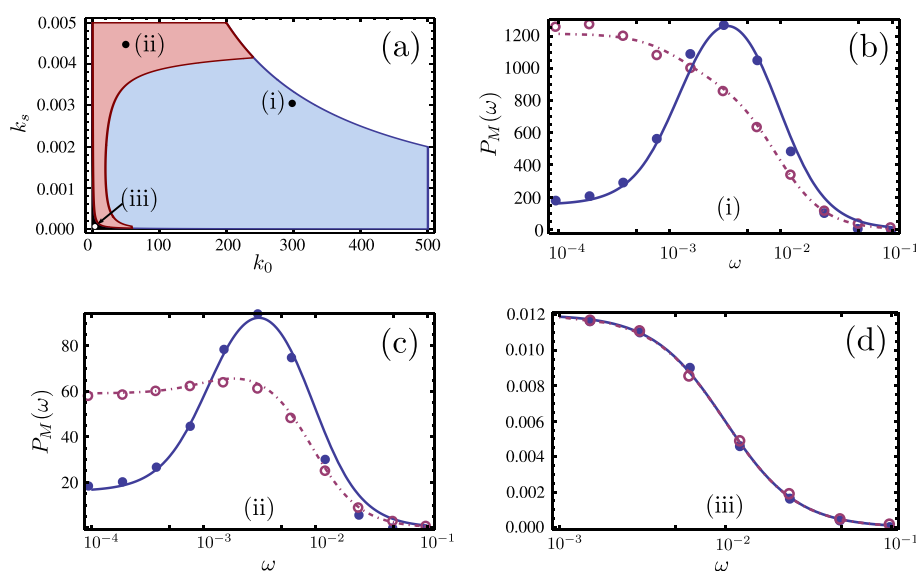 0.005
0.004
0.003
0.002
0.001
0.000
k_s
(ii)
(a)
(i)
(iii)
0 100 200 300 400 500
k_0
1200
1000
800
600
400
200
0
P_M(ω)
(b)
(i)
10^{-4} 10^{-3} 10^{-2} 10^{-1}
ω
80
60
40
20
P_M(ω)
(c)
(ii)
10^{-4} 10^{-3} 10^{-2} 10^{-1}
ω
0.012
0.010
0.008
0.006
0.004
0.002
0.000
(d)
(iii)
10^{-3} 10^{-2} 10^{-1}
ω